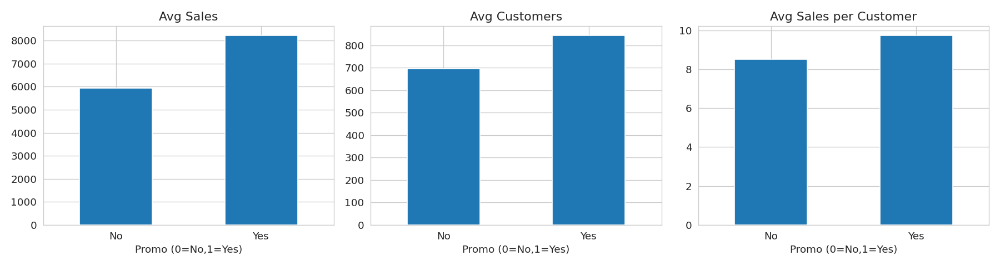 Avg Sales
8000
7000
6000
5000
4000
3000
2000
1000
0
No Yes
Promo (0=No,1=Yes)
Avg Customers
800
700
600
500
400
300
200
100
0
No Yes
Promo (0=No,1=Yes)
Avg Sales per Customer
10
8
6
4
2
0
No Yes
Promo (0=No,1=Yes)